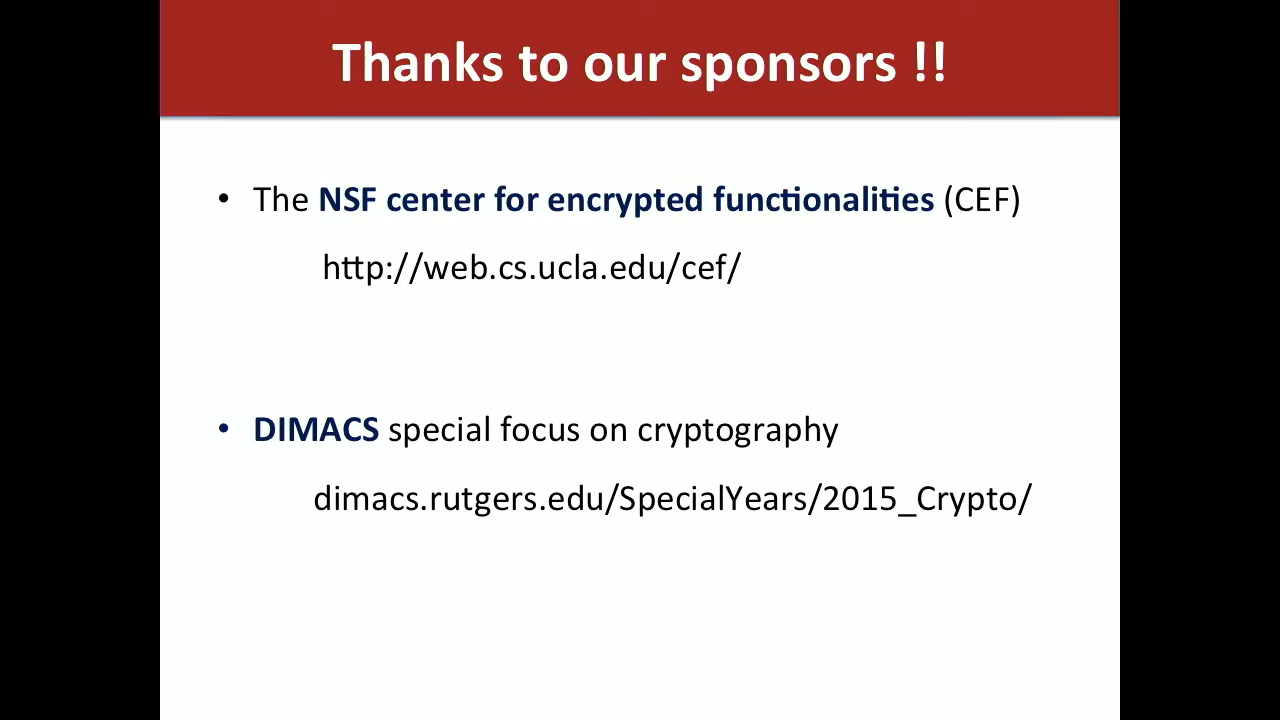 Thanks to our sponsors !!
• The NSF center for encrypted functionalities (CEF)
http://web.cs.ucla.edu/cef/
• DIMACS special focus on cryptography
dimacs.rutgers.edu/SpecialYears/2015_Crypto/